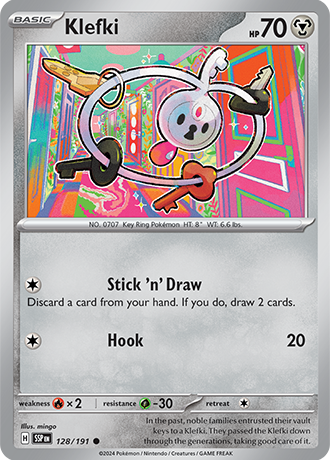 BASIC
Klefki
HP 70
NO. 0707 Key Ring Pokémon HT: 8" WT: 6.6 lbs.
Stick 'n' Draw
Discard a card from your hand. If you do, draw 2 cards.
Hook 20
weakness ×2 resistance -30 retreat
Illus. mingo
In the past, noble families entrusted their vault
H SSP EN 128/191
keys to a Klefki. They passed the Klefki down
through the generations, taking good care of it.
©2024 Pokémon / Nintendo / Creatures / GAME FREAK